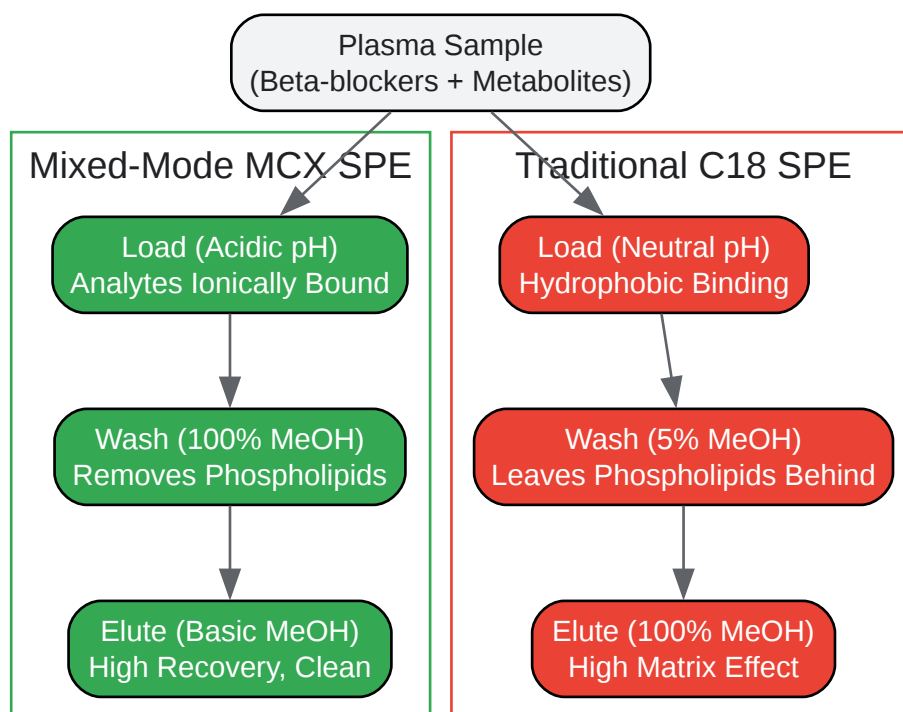 Plasma Sample
(Beta-blockers + Metabolites)
Mixed-Mode MCX SPE
Load (Acidic pH)
Analytes Ionically Bound
Wash (100% MeOH)
Removes Phospholipids
Elute (Basic MeOH)
High Recovery, Clean
Traditional C18 SPE
Load (Neutral pH)
Hydrophobic Binding
Wash (5% MeOH)
Leaves Phospholipids Behind
Elute (100% MeOH)
High Matrix Effect